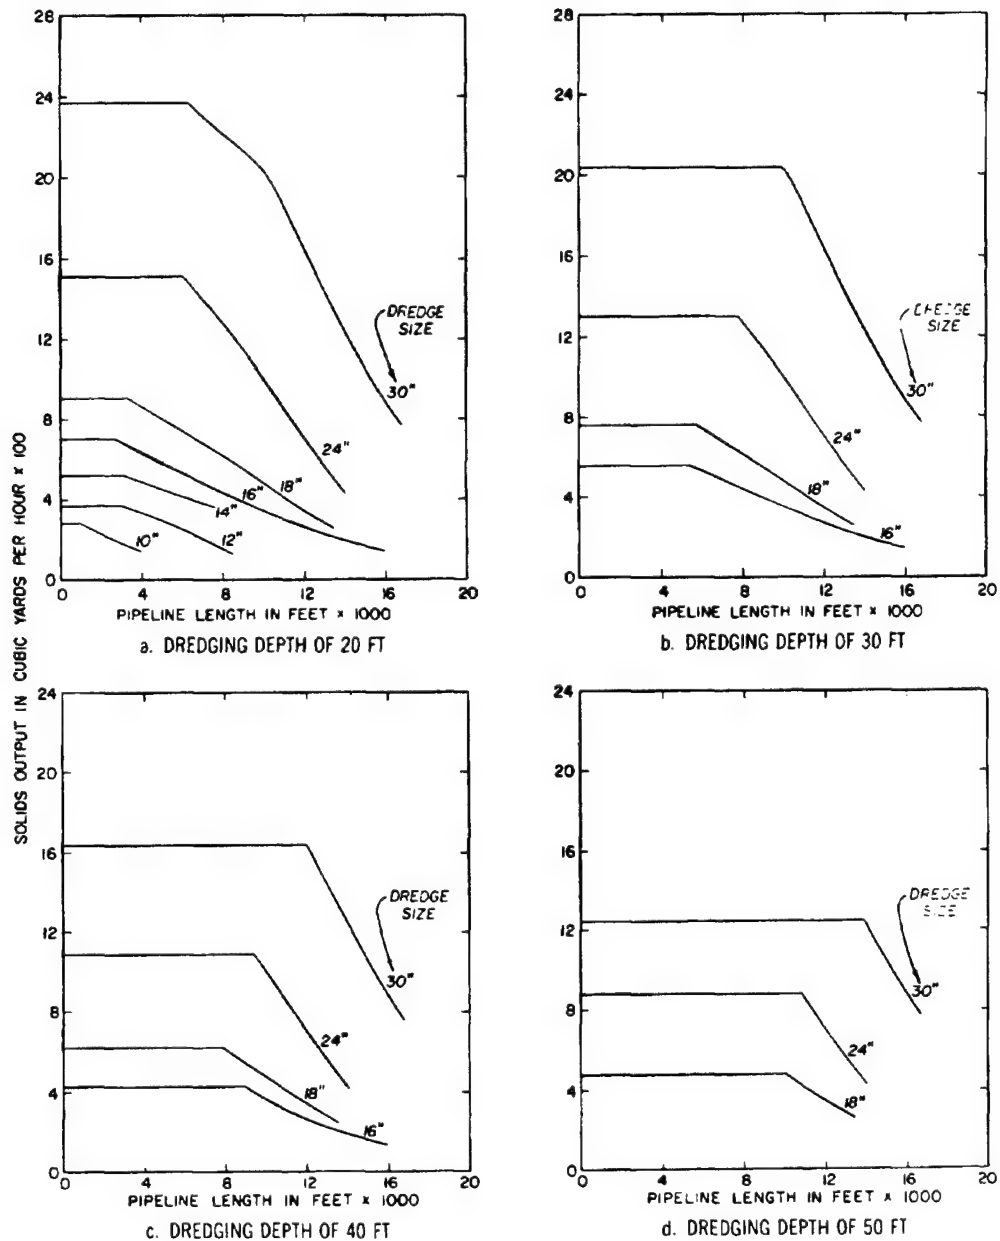 SOLIDS OUTPUT IN CUBIC YARDS PER HOUR × 100
28
24
20
16
12
8
4
0
DREDGE
SIZE
30"
24"
18"
16"
14"
12"
10"
0 4 8 12 16 20
PIPELINE LENGTH IN FEET × 1000
a. DREDGING DEPTH OF 20 FT
28
24
20
16
12
8
4
0
SIZE
30"
24"
18"
16"
0 4 8 12 16 20
PIPELINE LENGTH IN FEET × 1000
b. DREDGING DEPTH OF 30 FT
24
20
16
12
8
4
0
DREDGE
SIZE
30"
24"
18"
16"
0 4 8 12 16 20
PIPELINE LENGTH IN FEET × 1000
c. DREDGING DEPTH OF 40 FT
24
20
16
12
8
4
0
DREDGE
SIZE
30"
24"
18"
0 4 8 12 16 20
PIPELINE LENGTH IN FEET × 1000
d. DREDGING DEPTH OF 50 FT